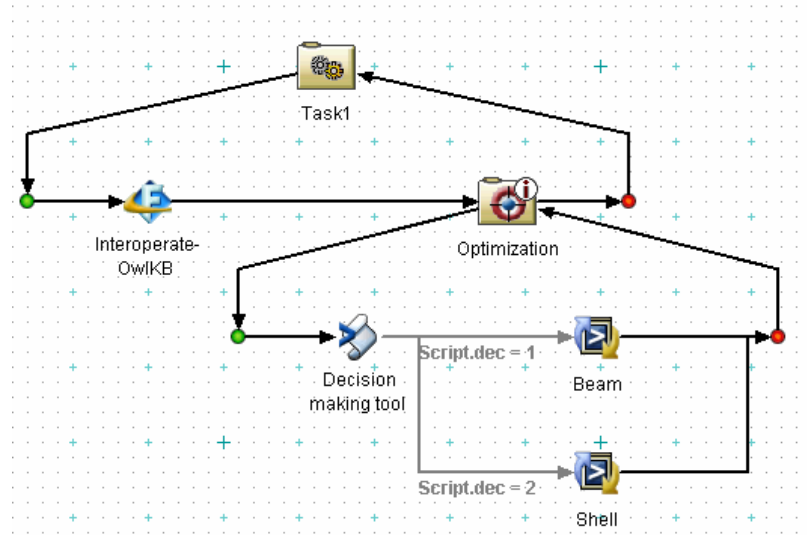 Task1
Interoperate-
OwlKB
Optimization
Script.dec = 1
Decision
making tool
Beam
Script.dec = 2
Shell